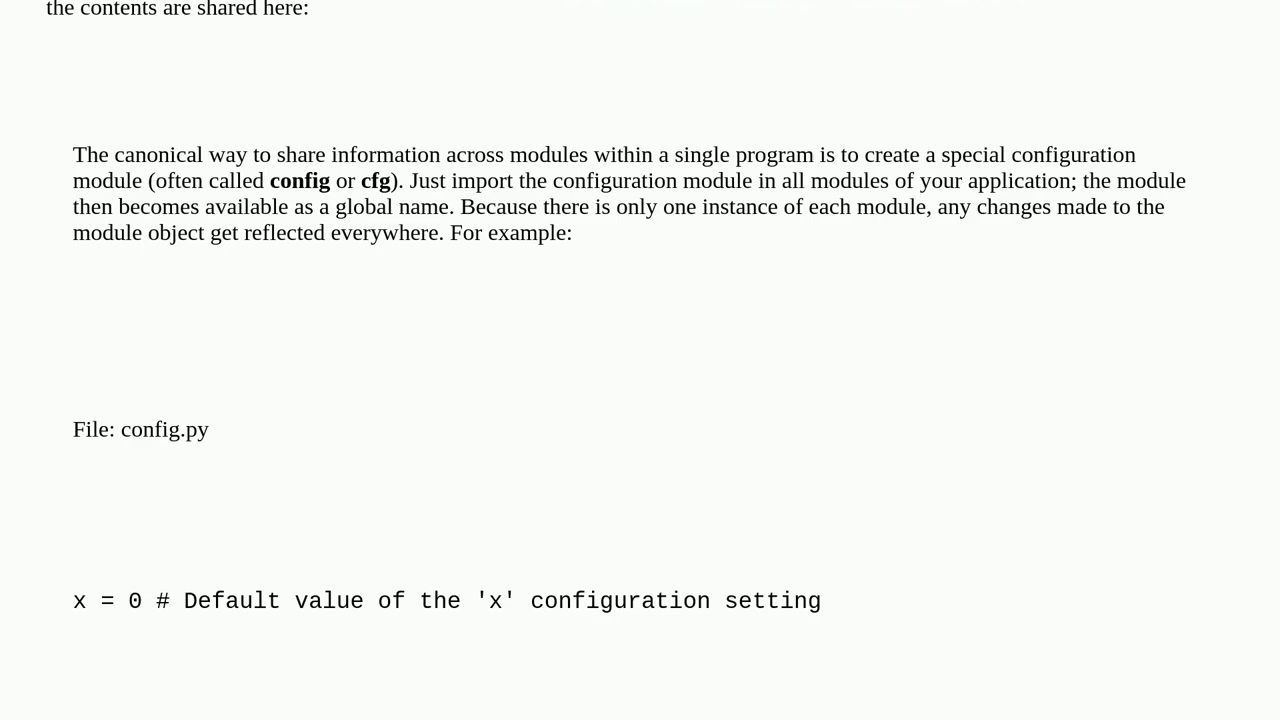 the contents are shared here:
The canonical way to share information across modules within a single program is to create a special configuration
module (often called config or cfg). Just import the configuration module in all modules of your application; the module
then becomes available as a global name. Because there is only one instance of each module, any changes made to the
module object get reflected everywhere. For example:
File: config.py
x = 0 # Default value of the 'x' configuration setting